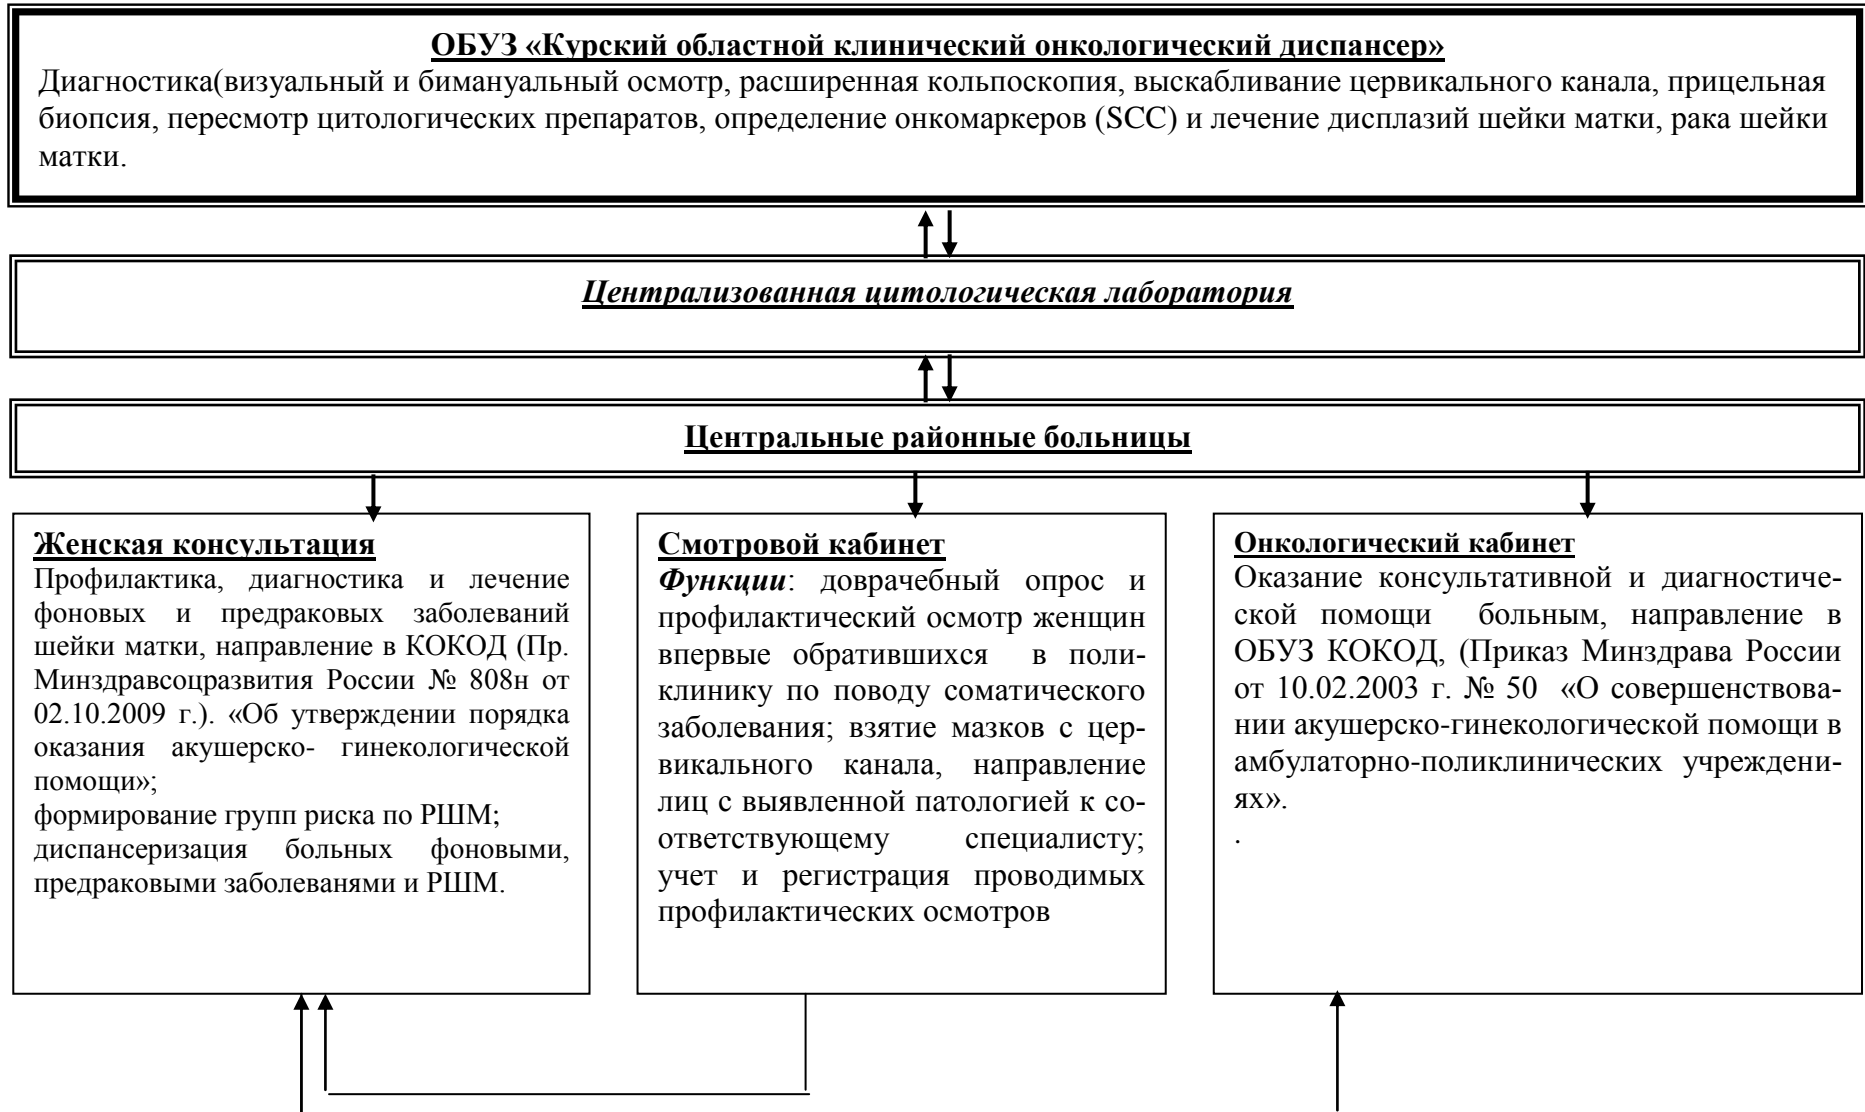 ОБУЗ «Курский областной клинический онкологический диспансер»
Диагностика(визуальный и бимануальный осмотр, расширенная кольпоскопия, выскабливание цервикального канала, прицельная
биопсия, пересмотр цитологических препаратов, определение онкомаркеров (SCC) и лечение дисплазий шейки матки, рака шейки
матки.
Централизованная цитологическая лаборатория
Центральные районные больницы
Женская консультация
Профилактика, диагностика и лечение
фоновых и предраковых заболеваний
шейки матки, направление в КОКОД (Пр.
Минздравсоцразвития России № 808н от
02.10.2009 г.). «Об утверждении порядка
оказания акушерско- гинекологической
помощи»;
формирование групп риска по РШМ;
диспансеризация больных фоновыми,
предраковыми заболеванями и РШМ.
Смотровой кабинет
Функции: доврачебный опрос и
профилактический осмотр женщин
впервые обратившихся в поли-
клинику по поводу соматического
заболевания; взятие мазков с цер-
викального канала, направление
лиц с выявленной патологией к со-
ответствующему специалисту;
учет и регистрация проводимых
профилактических осмотров
Онкологический кабинет
Оказание консультативной и диагностиче-
ской помощи больным, направление в
ОБУЗ КОКОД, (Приказ Минздрава России
от 10.02.2003 г. № 50 «О совершенствова-
нии акушерско-гинекологической помощи в
амбулаторно-поликлинических учреждени-
ях».
.